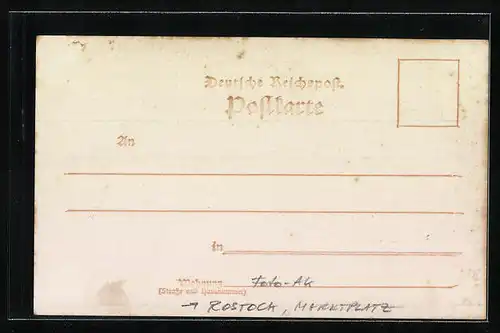 Deutsche Reichspost.
Postkarte
An
in
Wohnung Foto-AK
(Straße und Hausnummer)
→ ROSTOCK, MARKTPLATZ